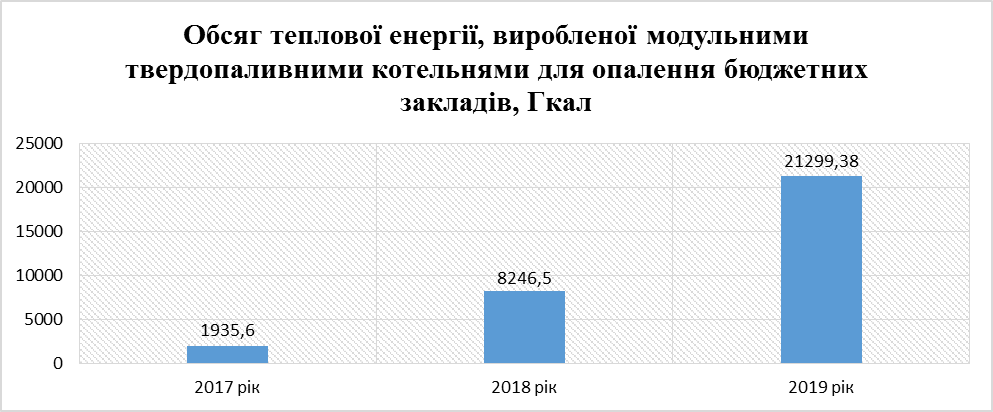 Обсяг теплової енергії, виробленої модульними
твердопаливними котельнями для опалення бюджетних
закладів, Гкал
25000
20000
15000
10000
5000
0
1935,6
8246,5
21299,38
2017 рік
2018 рік
2019 рік